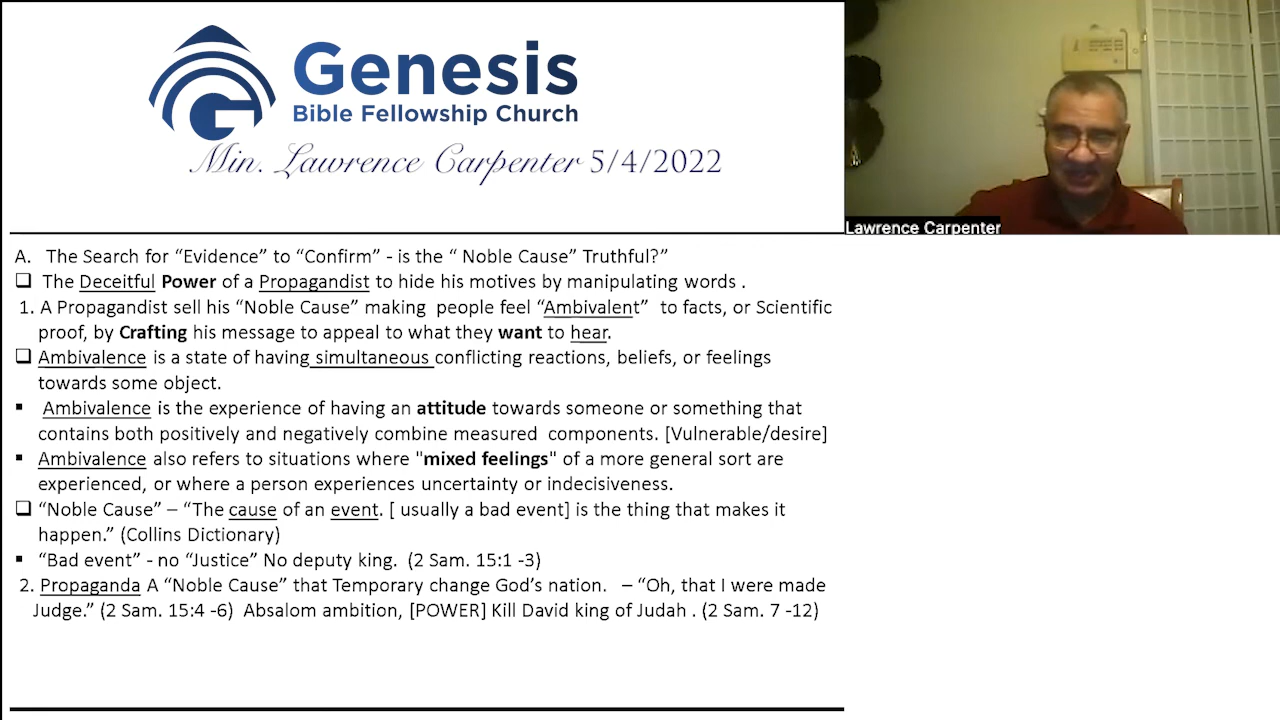 Genesis
Bible Fellowship Church
Min. Lawrence Carpenter 5/4/2022
Lawrence Carpenter
A. The Search for “Evidence” to “Confirm” - is the “ Noble Cause” Truthful?”
❑ The Deceitful Power of a Propagandist to hide his motives by manipulating words .
1. A Propagandist sell his “Noble Cause” making people feel “Ambivalent” to facts, or Scientific
proof, by Crafting his message to appeal to what they want to hear.
❑ Ambivalence is a state of having simultaneous conflicting reactions, beliefs, or feelings
towards some object.
▪ Ambivalence is the experience of having an attitude towards someone or something that
contains both positively and negatively combine measured components. [Vulnerable/desire]
▪ Ambivalence also refers to situations where "mixed feelings" of a more general sort are
experienced, or where a person experiences uncertainty or indecisiveness.
❑ “Noble Cause” – “The cause of an event. [ usually a bad event] is the thing that makes it
happen.” (Collins Dictionary)
▪ “Bad event” - no “Justice” No deputy king. (2 Sam. 15:1 -3)
2. Propaganda A “Noble Cause” that Temporary change God’s nation. – “Oh, that I were made
Judge.” (2 Sam. 15:4 -6) Absalom ambition, [POWER] Kill David king of Judah . (2 Sam. 7 -12)